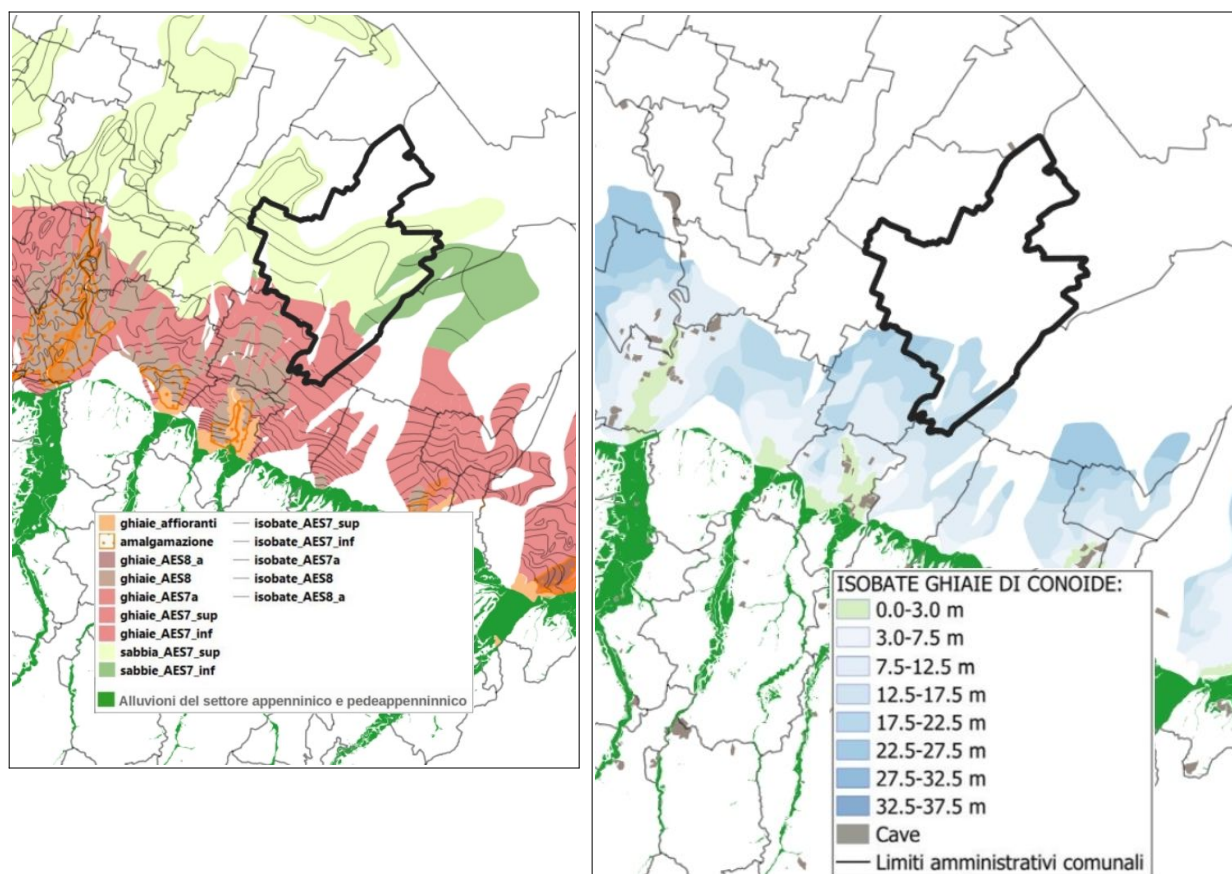 ghiaie_affioranti
amalgamazione
ghiaie_AES8_a
ghiaie_AES8
ghiaie_AES7a
ghiaie_AES7_sup
ghiaie_AES7_inf
sabbia_AES7_sup
sabbie_AES7_inf
isobate_AES7_sup
isobate_AES7_inf
isobate_AES7a
isobate_AES8
isobate_AES8_a
Alluvioni del settore appenninico e pedeappenninnico
ISOBATE GHIAIE DI CONOIDE:
0.0-3.0 m
3.0-7.5 m
7.5-12.5 m
12.5-17.5 m
17.5-22.5 m
22.5-27.5 m
27.5-32.5 m
32.5-37.5 m
Cave
Limiti amministrativi comunali